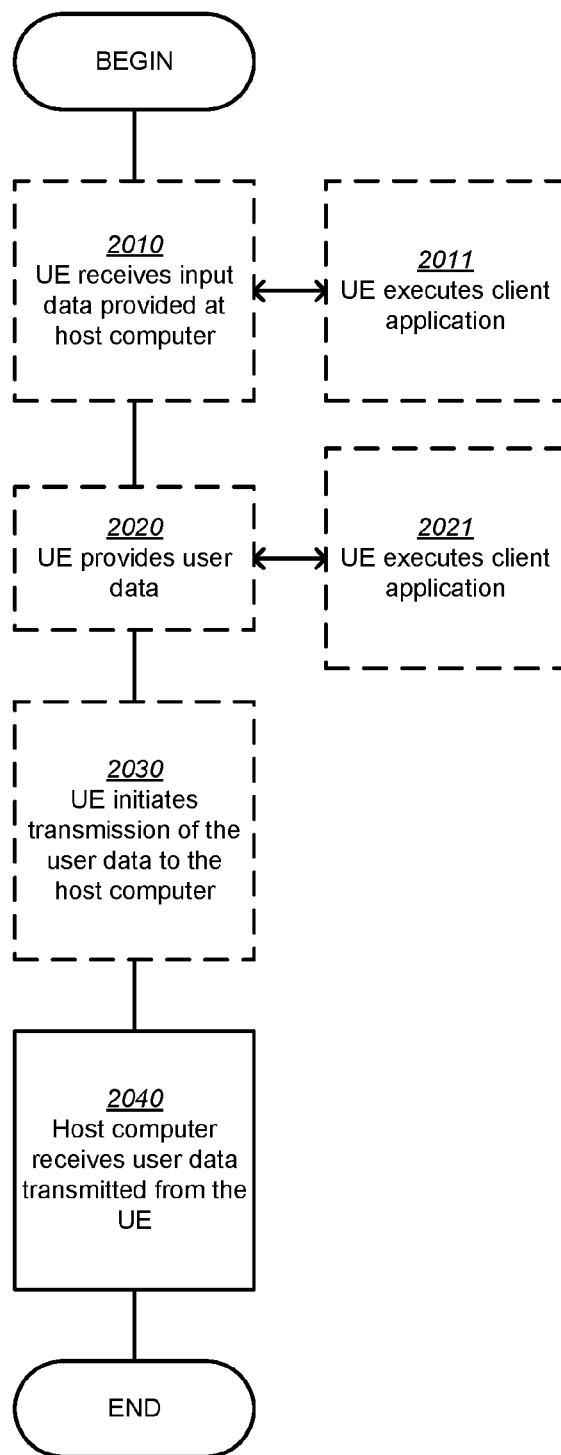 BEGIN
2010
UE receives input
data provided at
host computer
2011
UE executes client
application
2020
UE provides user
data
2021
UE executes client
application
2030
UE initiates
transmission of the
user data to the
host computer
2040
Host computer
receives user data
transmitted from the
UE
END